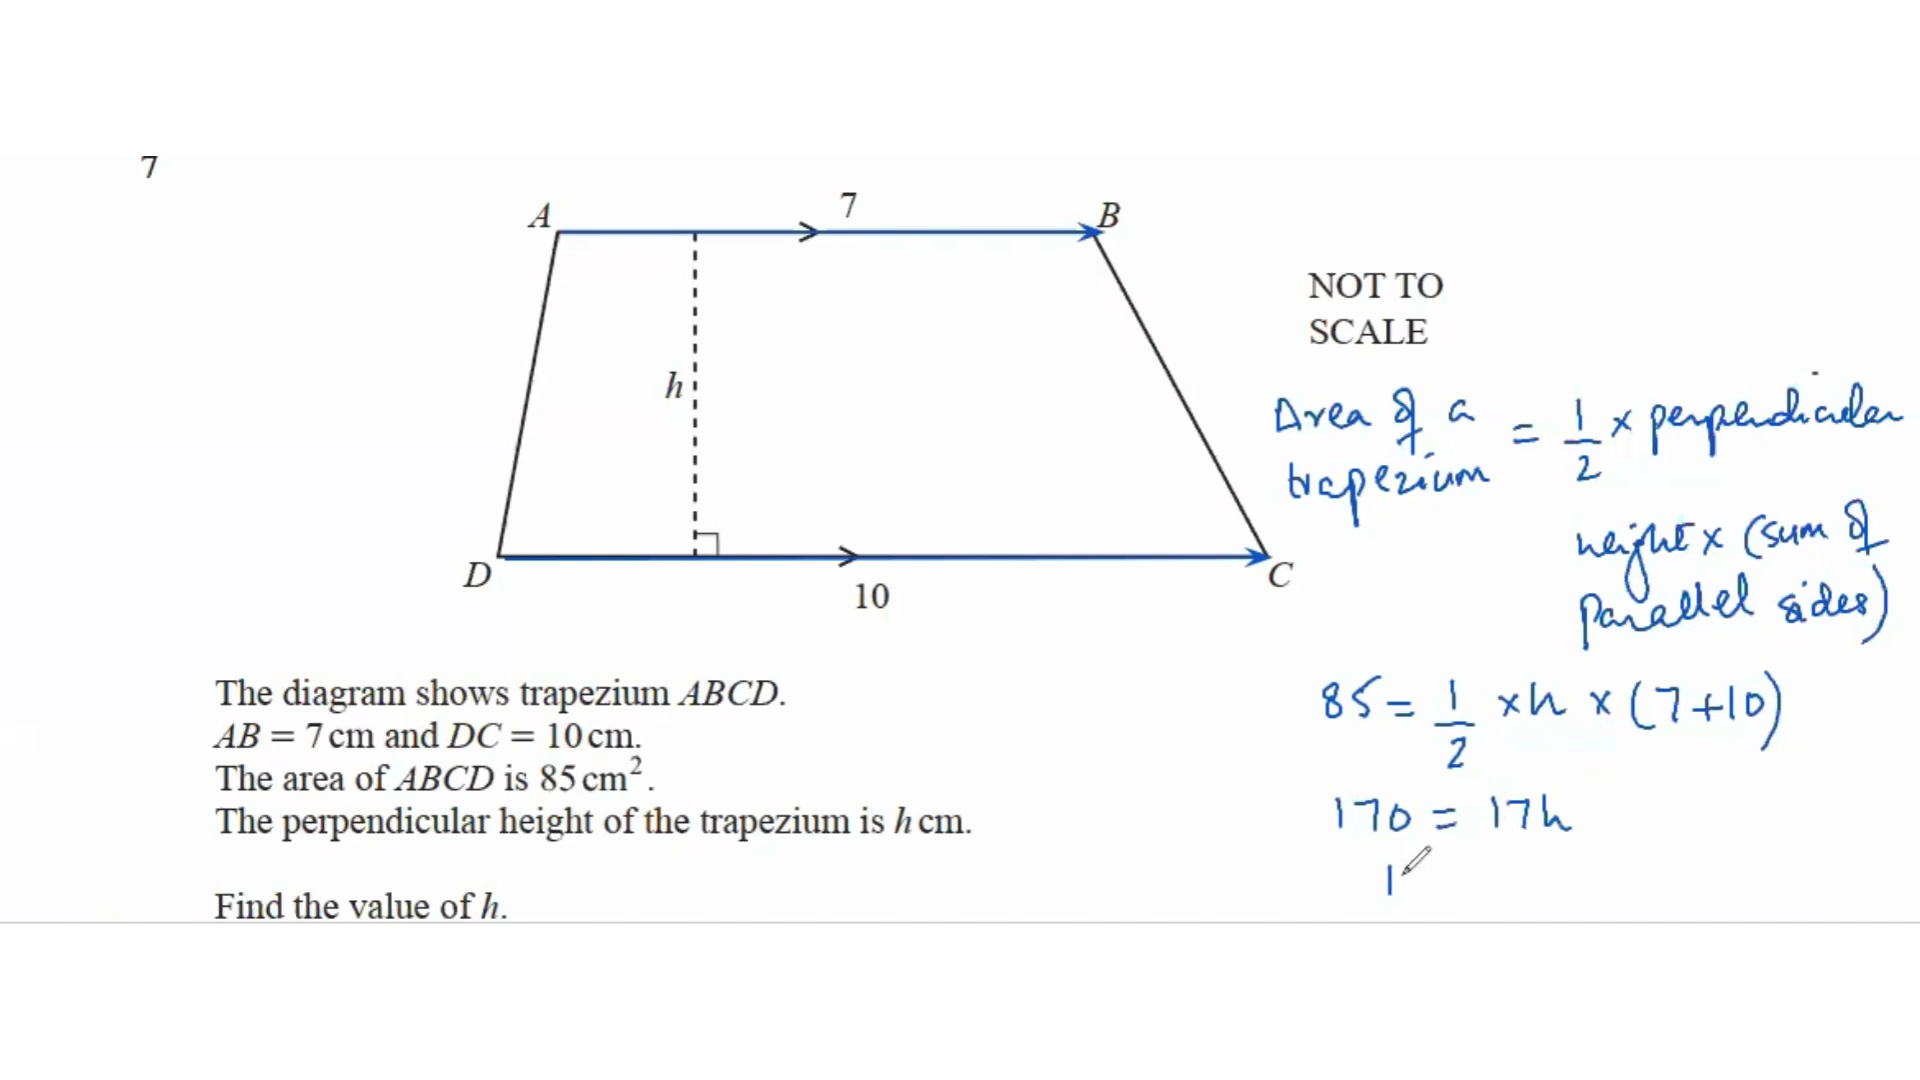 7
A
7
B
NOT TO
SCALE
h
D
10
C
Area of a
trapezium = 1/2 × perpendicular
height × (sum of
parallel sides)
85 = 1/2 × h × (7+10)
170 = 17h
1
The diagram shows trapezium ABCD.
AB = 7 cm and DC = 10 cm.
The area of ABCD is 85 cm².
The perpendicular height of the trapezium is h cm.
Find the value of h.